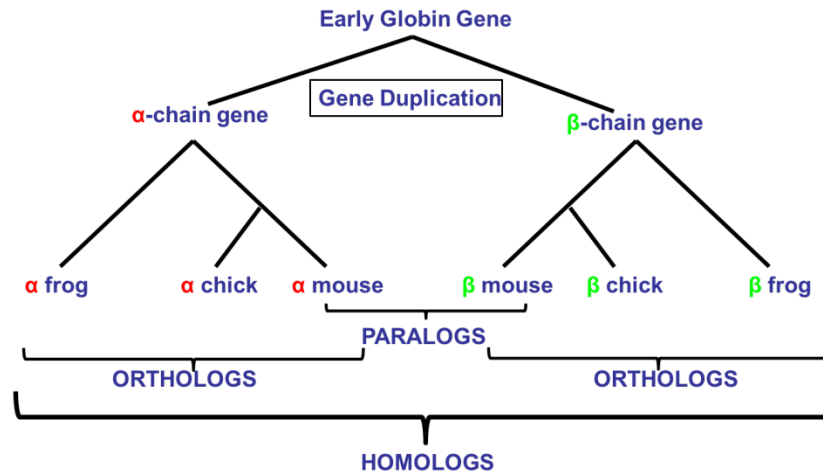 Early Globin Gene
Gene Duplication
α-chain gene
β-chain gene
α frog
α chick
α mouse
β mouse
β chick
β frog
PARALOGS
ORTHOLOGS
ORTHOLOGS
HOMOLOGS